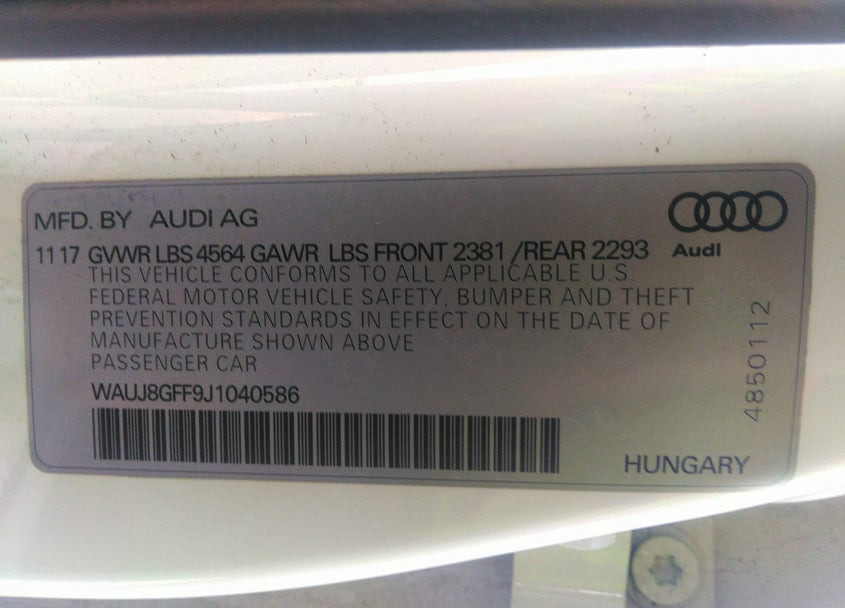 MFD. BY AUDI AG
11 17 GVWR LBS 4564 GAWR LBS FRONT 2381 /REAR 2293
Audi
THIS VEHICLE CONFORMS TO ALL APPLICABLE U.S.
FEDERAL MOTOR VEHICLE SAFETY, BUMPER AND THEFT
PREVENTION STANDARDS IN EFFECT ON THE DATE OF
MANUFACTURE SHOWN ABOVE
PASSENGER CAR
WAUJ8GFF9J1040586
4850112
HUNGARY